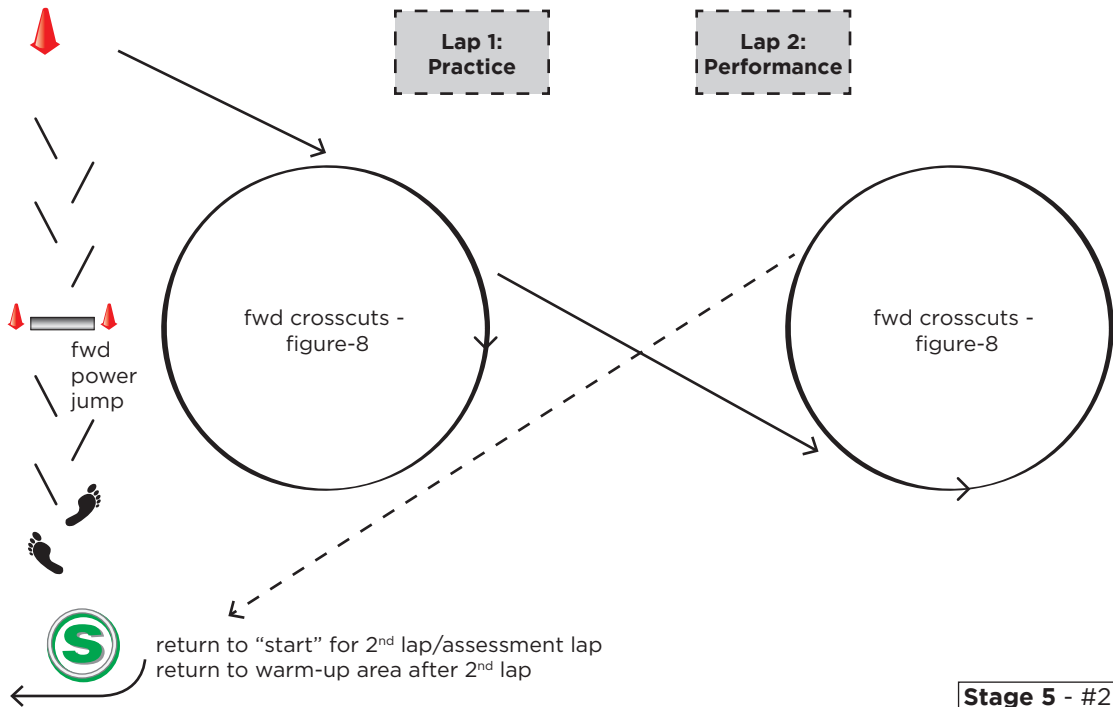 Lap 1:
Practice
Lap 2:
Performance
fwd crosscuts -
figure-8
fwd crosscuts -
figure-8
fwd
power
jump
S
return to “start” for 2nd lap/assessment lap
return to warm-up area after 2nd lap
Stage 5 - #2